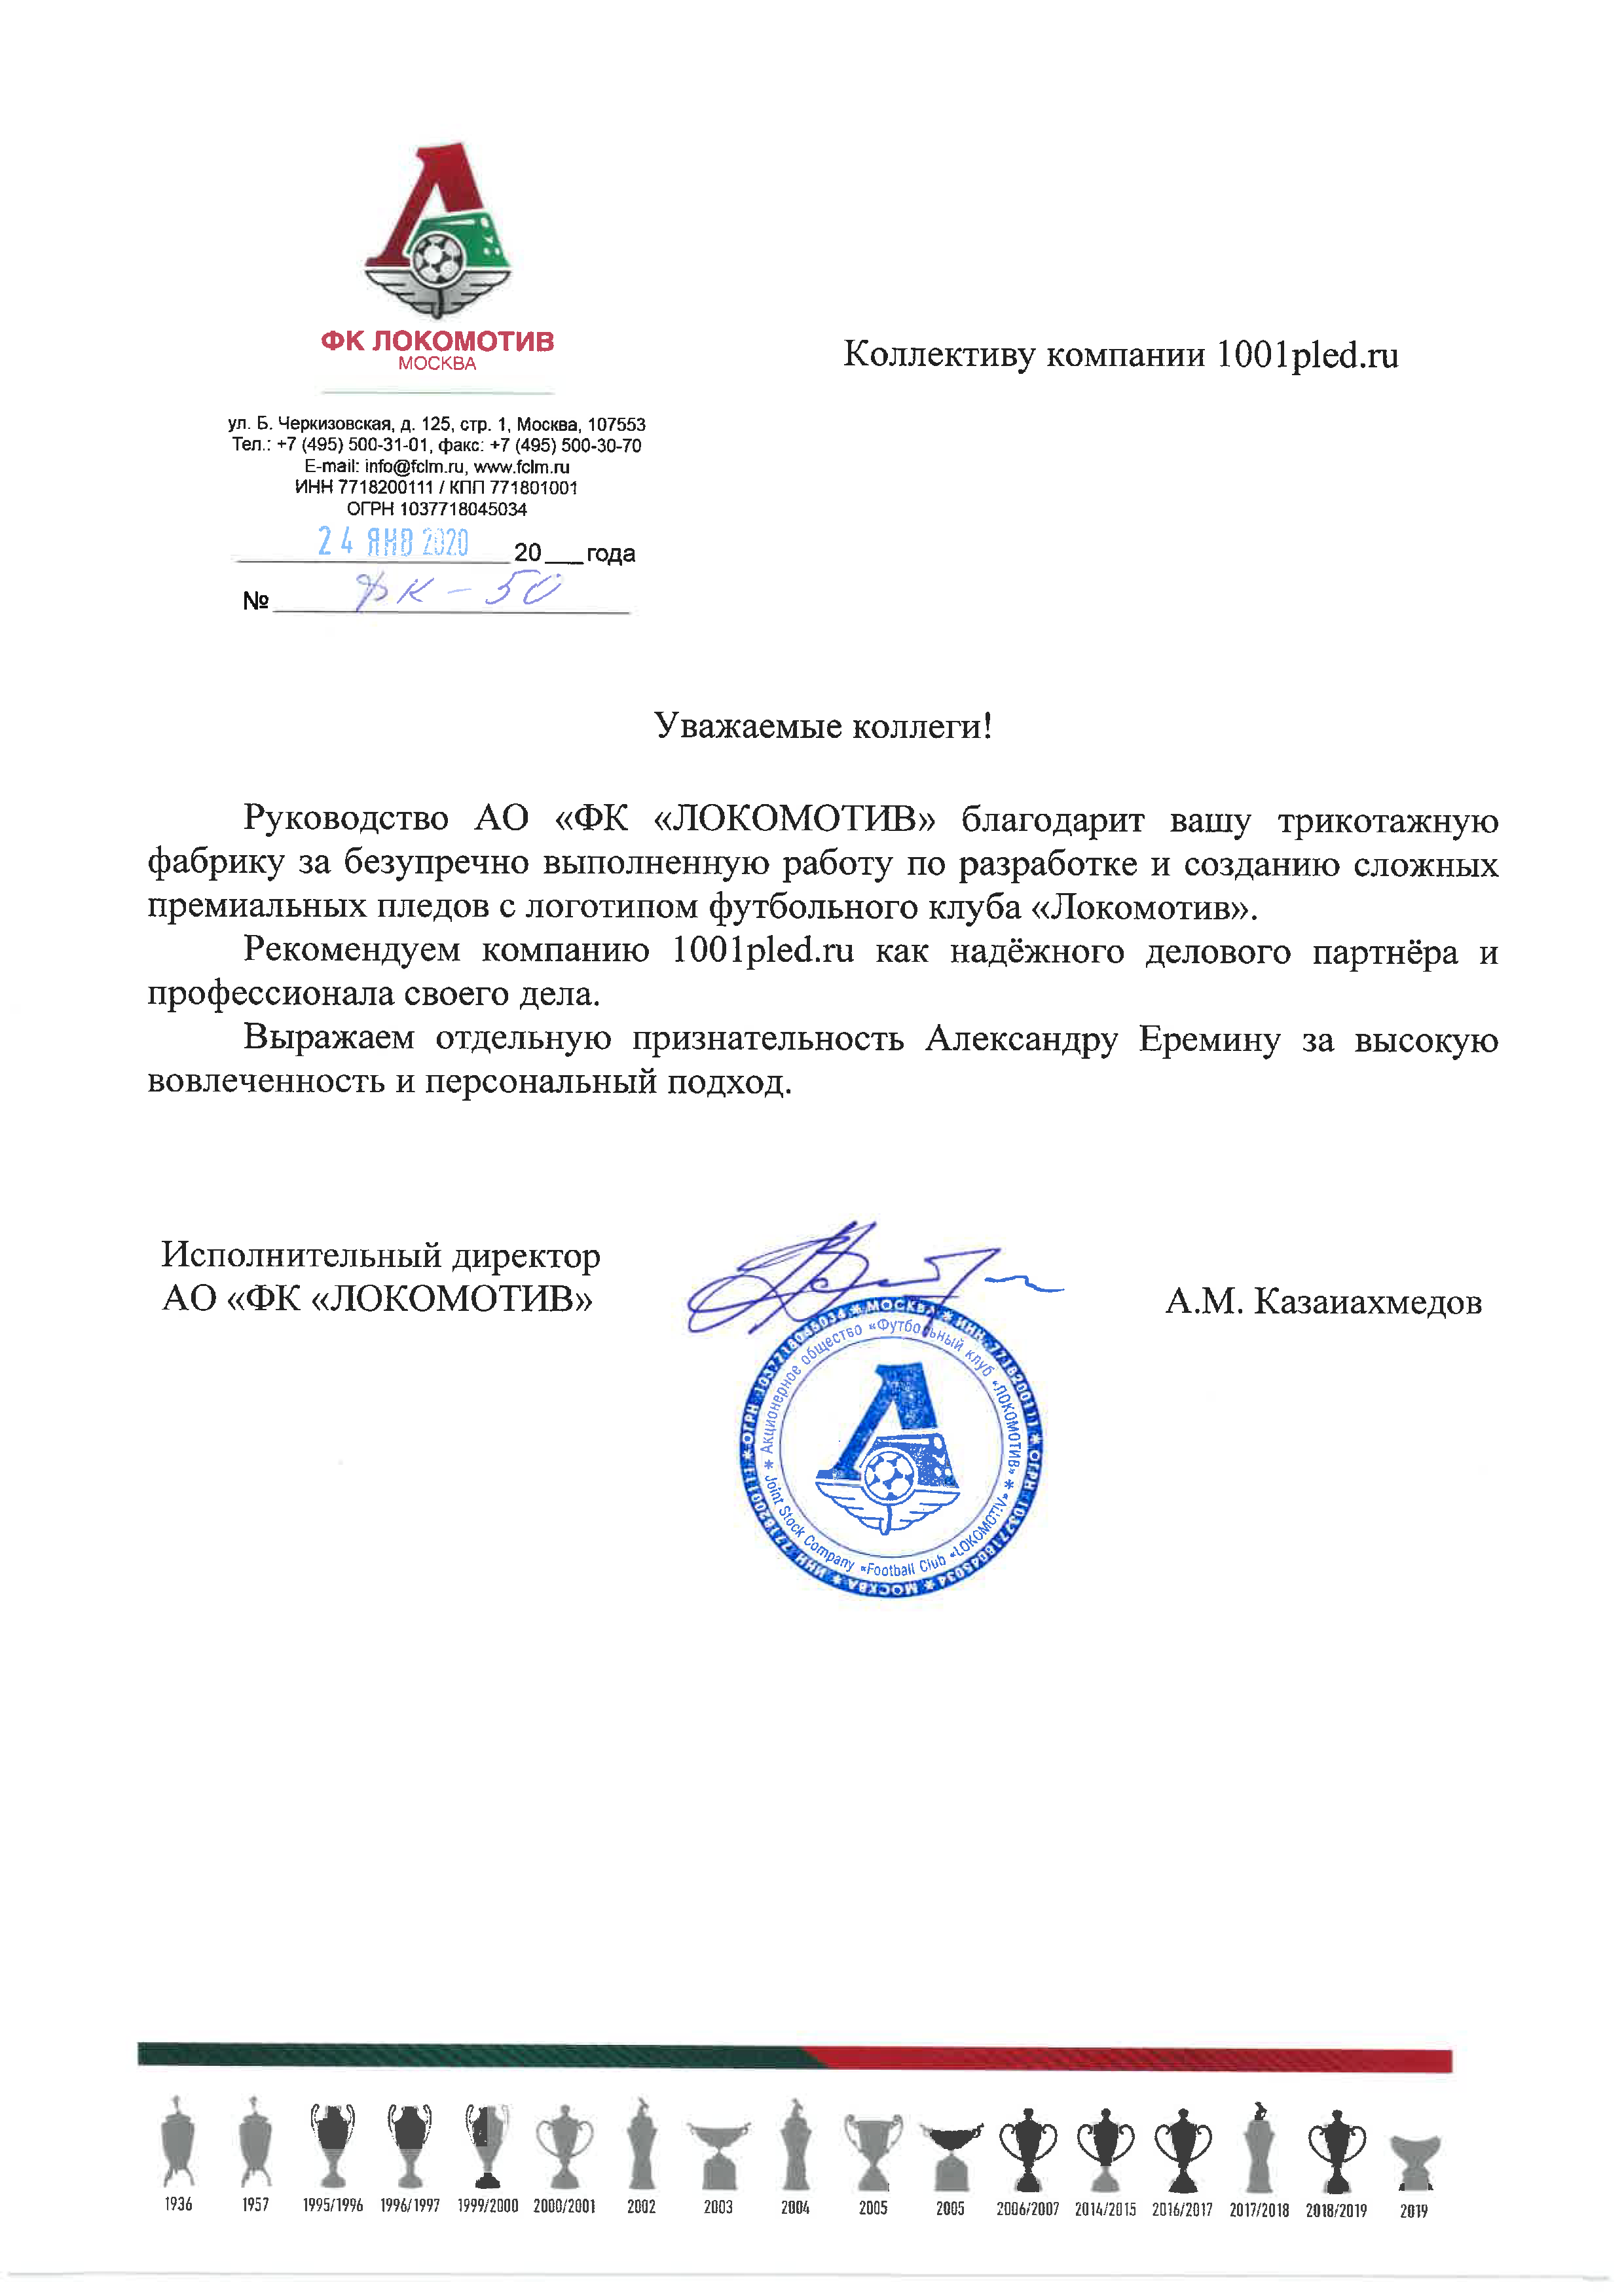 ФК ЛОКОМОТИВ
МОСКВА
Коллективу компании 1001pled.ru
ул. Б. Черкизовская, д. 125, стр. 1, Москва, 107553
Тел.: +7 (495) 500-31-01, факс: +7 (495) 500-30-70
E-mail: info@fclm.ru, www.fclm.ru
ИНН 7718200111 / КПП 771801001
ОГРН 1037718045034
24 ЯНВ 2020 20___года
№ ФК-50
Уважаемые коллеги!
Руководство АО «ФК «ЛОКОМОТИВ» благодарит вашу трикотажную
фабрику за безупречно выполненную работу по разработке и созданию сложных
премиальных пледов с логотипом футбольного клуба «Локомотив».
Рекомендуем компанию 1001pled.ru как надёжного делового партнёра и
профессионала своего дела.
Выражаем отдельную признательность Александру Еремину за высокую
вовлеченность и персональный подход.
Исполнительный директор
АО «ФК «ЛОКОМОТИВ»
А.М. Казаиахмедов
* МОСКВА * ИНН 7718200111 * ОГРН 1037718045034 * МОСКВА * ИНН 7718200111 * ОГРН 1037718045034
* Акционерное общество «Футбольный клуб «ЛОКОМОТИВ» *
Joint Stock Company «Football Club «LOKOMOTIV»
1936 1957 1995/1996 1996/1997 1999/2000 2000/2001 2002 2003 2004 2005 2005 2006/2007 2014/2015 2016/2017 2017/2018 2018/2019 2019